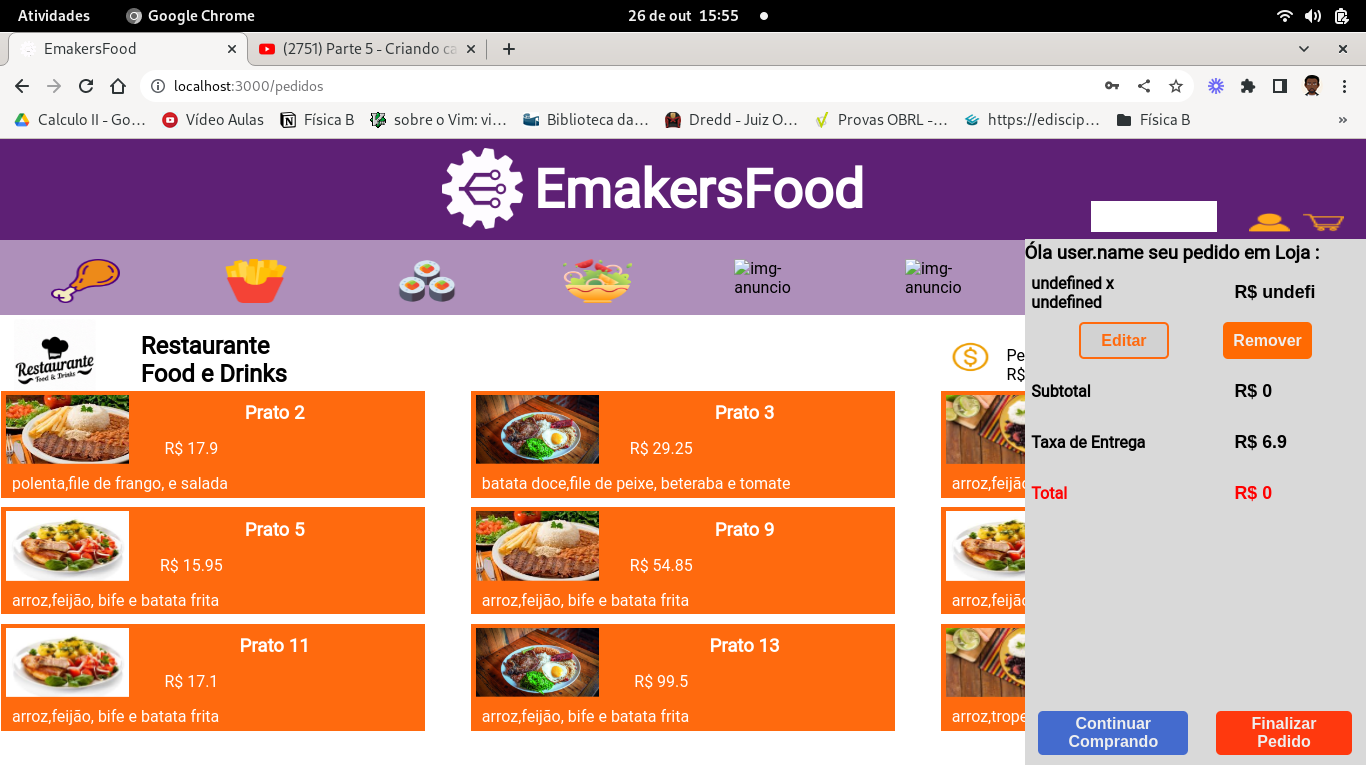 Atividades
Google Chrome
26 de out 15:55
EmakersFood
(2751) Parte 5 - Criando ca
localhost:3000/pedidos
Calculo II - Go…
Vídeo Aulas
Física B
sobre o Vim: vi…
Biblioteca da…
Dredd - Juiz O…
Provas OBRL -…
https://ediscip…
Física B
»
EmakersFood
img-
anuncio
img-
anuncio
Restaurante
Food & Drinks
Restaurante
Food e Drinks
Pe
R$
Prato 2
R$ 17.9
polenta,file de frango, e salada
Prato 3
R$ 29.25
batata doce,file de peixe, beteraba e tomate
arroz,feijão
Prato 5
R$ 15.95
arroz,feijão, bife e batata frita
Prato 9
R$ 54.85
arroz,feijão, bife e batata frita
arroz,feijão
Prato 11
R$ 17.1
arroz,feijão, bife e batata frita
Prato 13
R$ 99.5
arroz,feijão, bife e batata frita
arroz,trope
Óla user.name seu pedido em Loja :
undefined x
undefined
R$ undefi
Editar
Remover
Subtotal
R$ 0
Taxa de Entrega
R$ 6.9
Total
R$ 0
Continuar
Comprando
Finalizar
Pedido